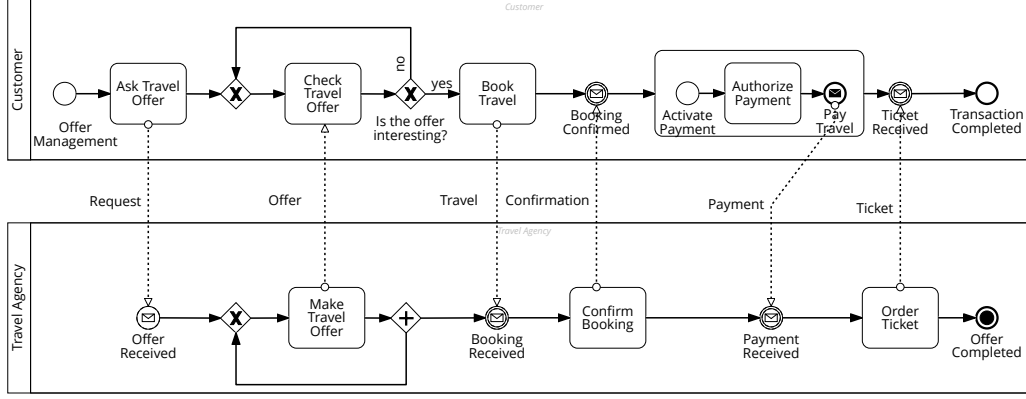 Customer
Customer
no
Ask Travel
Offer
X
Check
Travel
Offer
X
yes
Book
Travel
Authorize
Payment
Offer
Management
Is the offer
interesting?
Booking
Confirmed
Activate
Payment
Pay
Travel
Ticket
Received
Transaction
Completed
Request
Offer
Travel
Confirmation
Payment
Ticket
Travel Agency
Travel Agency
X
Make
Travel
Offer
Confirm
Booking
Order
Ticket
Offer
Received
Booking
Received
Payment
Received
Offer
Completed